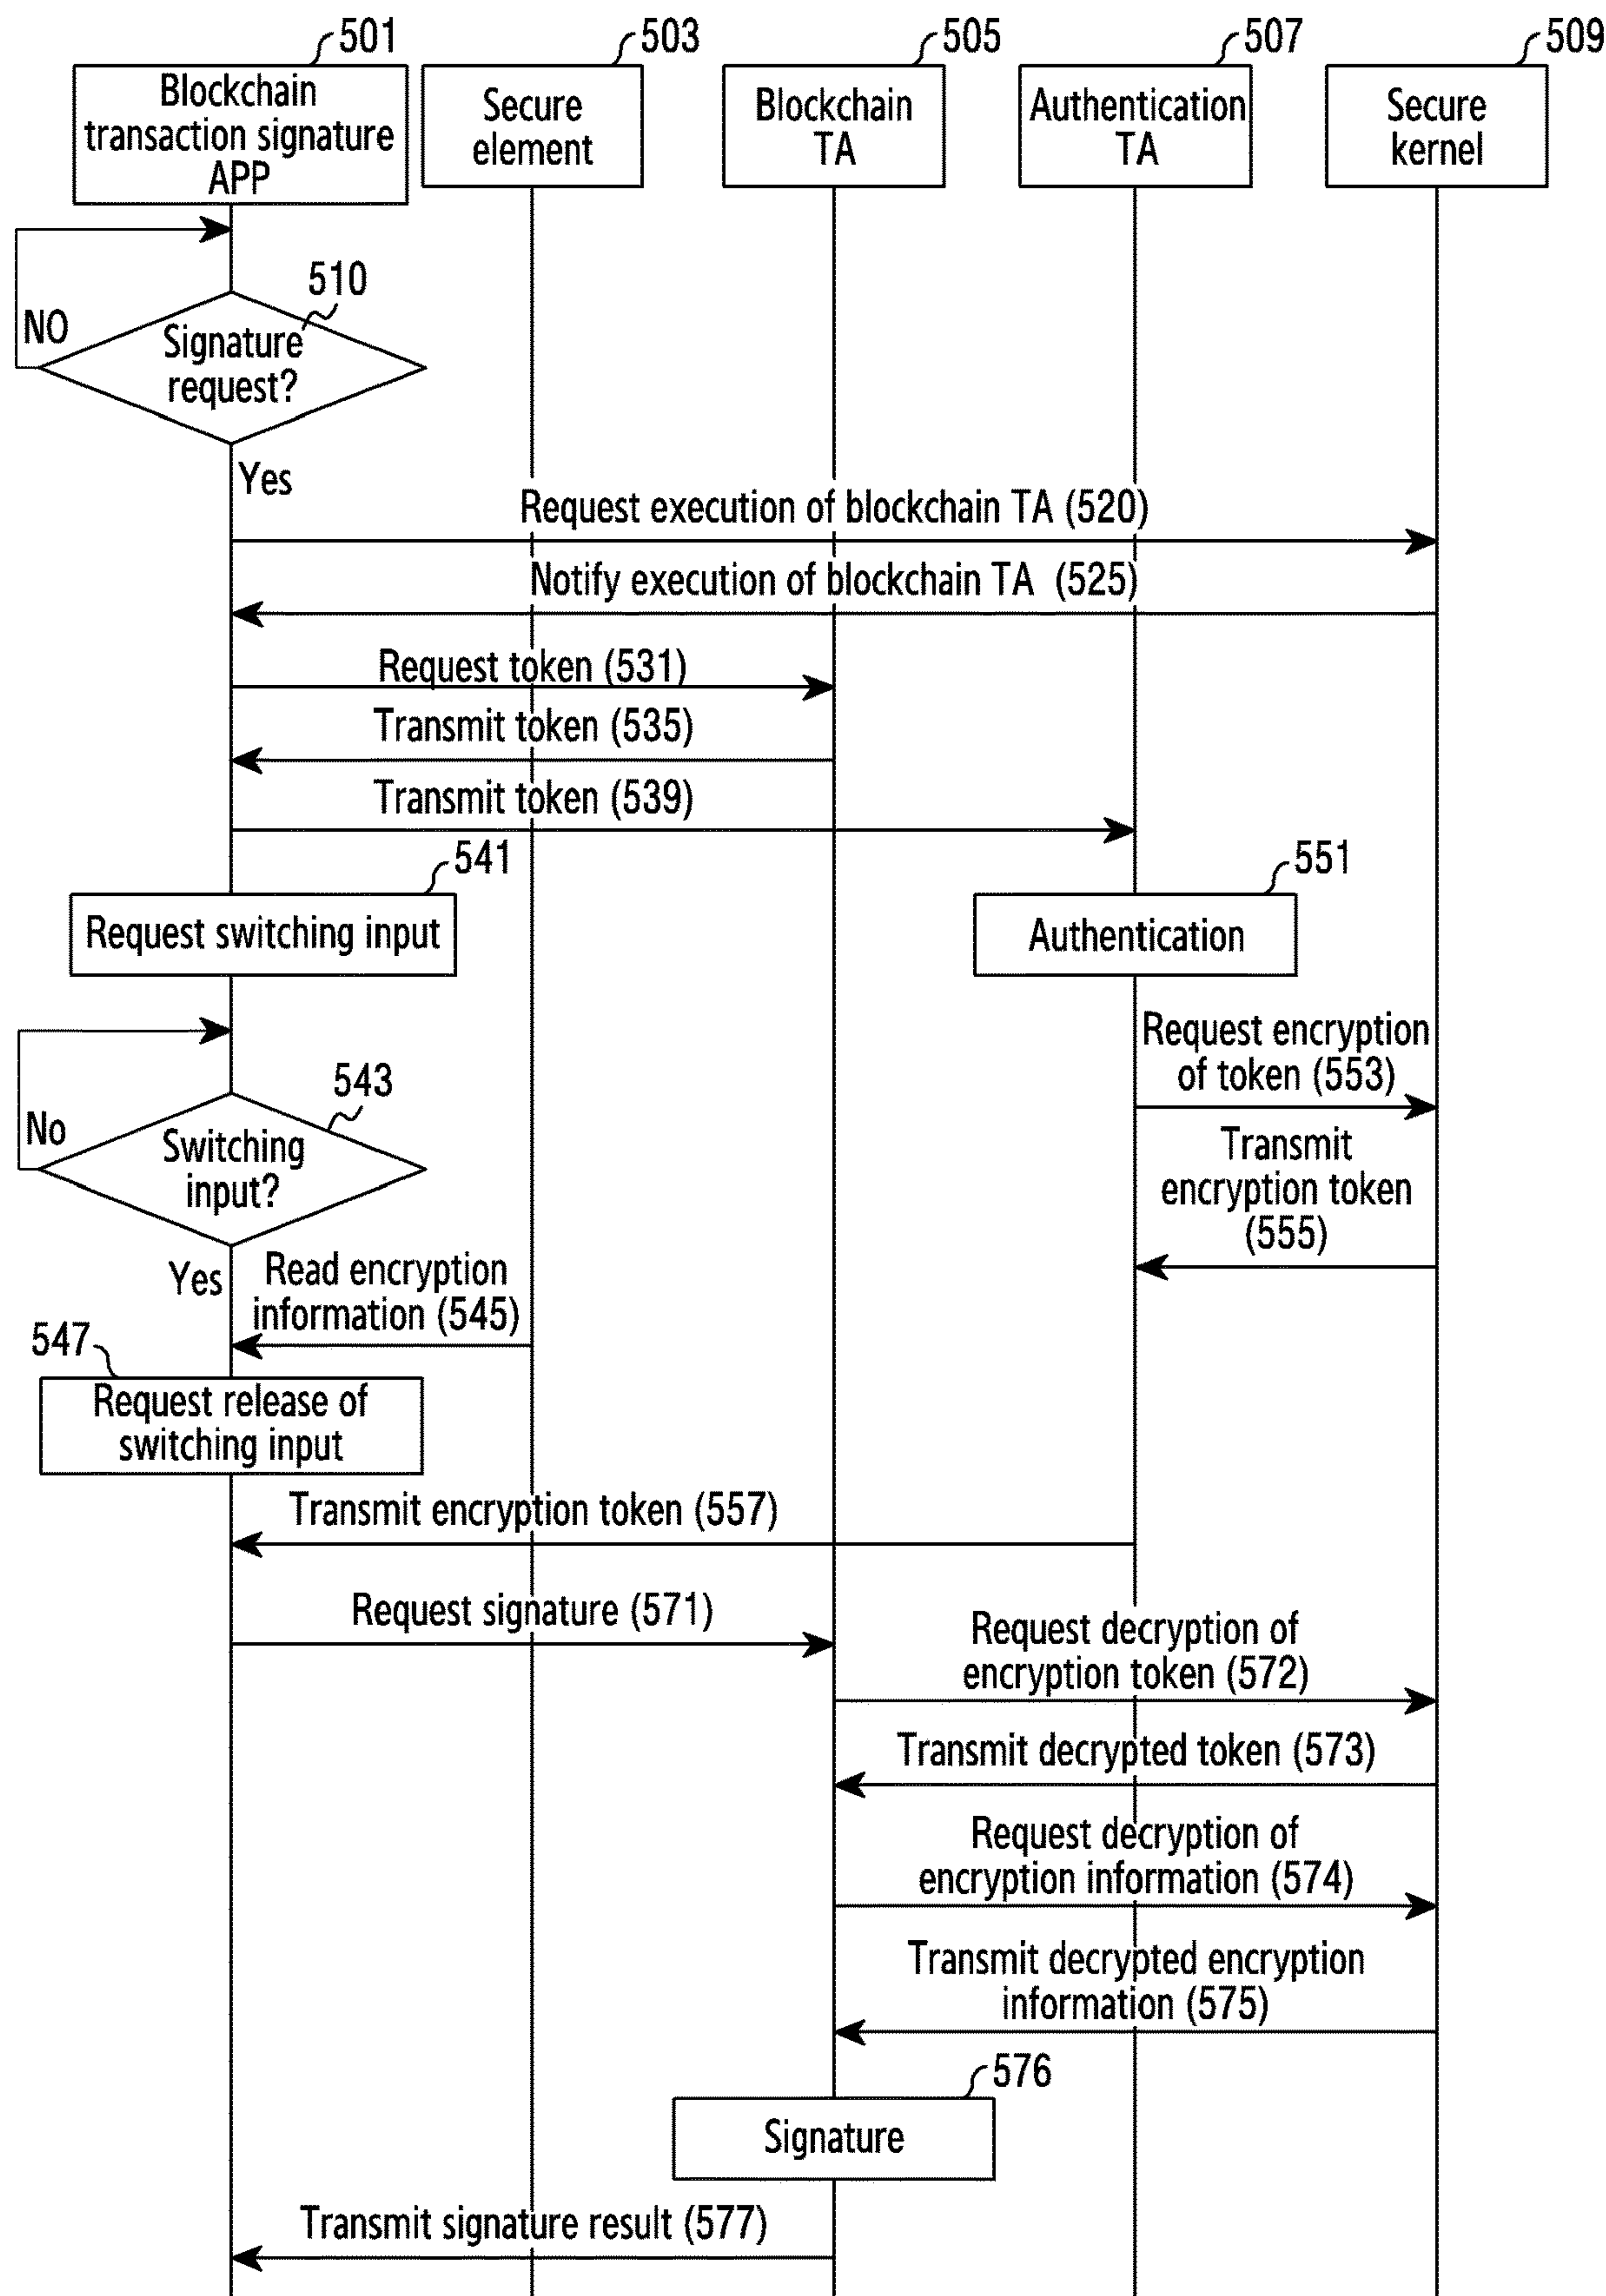 501
503
505
507
509
Blockchain
transaction signature
APP
Secure
element
Blockchain
TA
Authentication
TA
Secure
kernel
510
NO
Signature
request?
Yes
Request execution of blockchain TA (520)
Notify execution of blockchain TA (525)
Request token (531)
Transmit token (535)
Transmit token (539)
541
551
Request switching input
Authentication
Request encryption
of token (553)
543
No
Switching
input?
Transmit
encryption token
(555)
Yes
Read encryption
information (545)
547
Request release of
switching input
Transmit encryption token (557)
Request signature (571)
Request decryption of
encryption token (572)
Transmit decrypted token (573)
Request decryption of
encryption information (574)
Transmit decrypted encryption
information (575)
576
Signature
Transmit signature result (577)